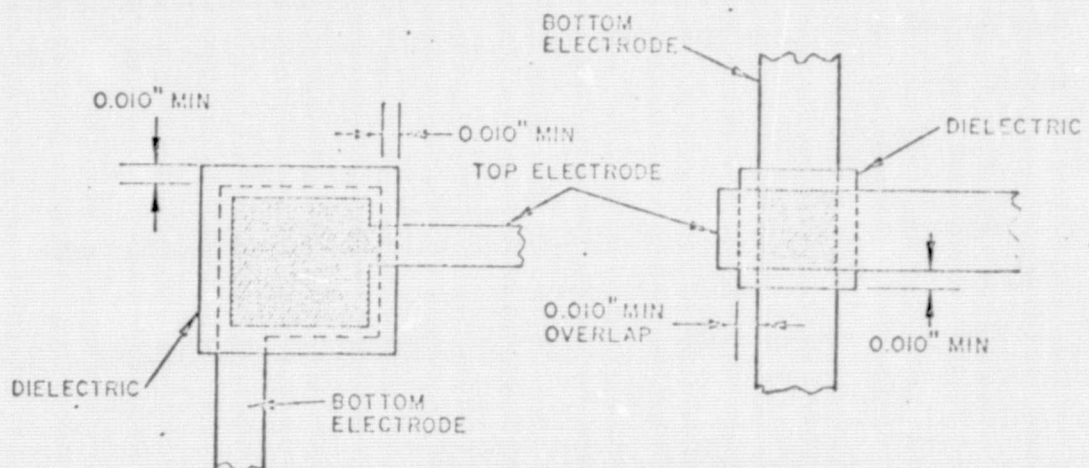 BOTTOM
ELECTRODE
0.010" MIN
0.010" MIN
DIELECTRIC
TOP ELECTRODE
0.010" MIN
OVERLAP
0.010" MIN
DIELECTRIC
BOTTOM
ELECTRODE